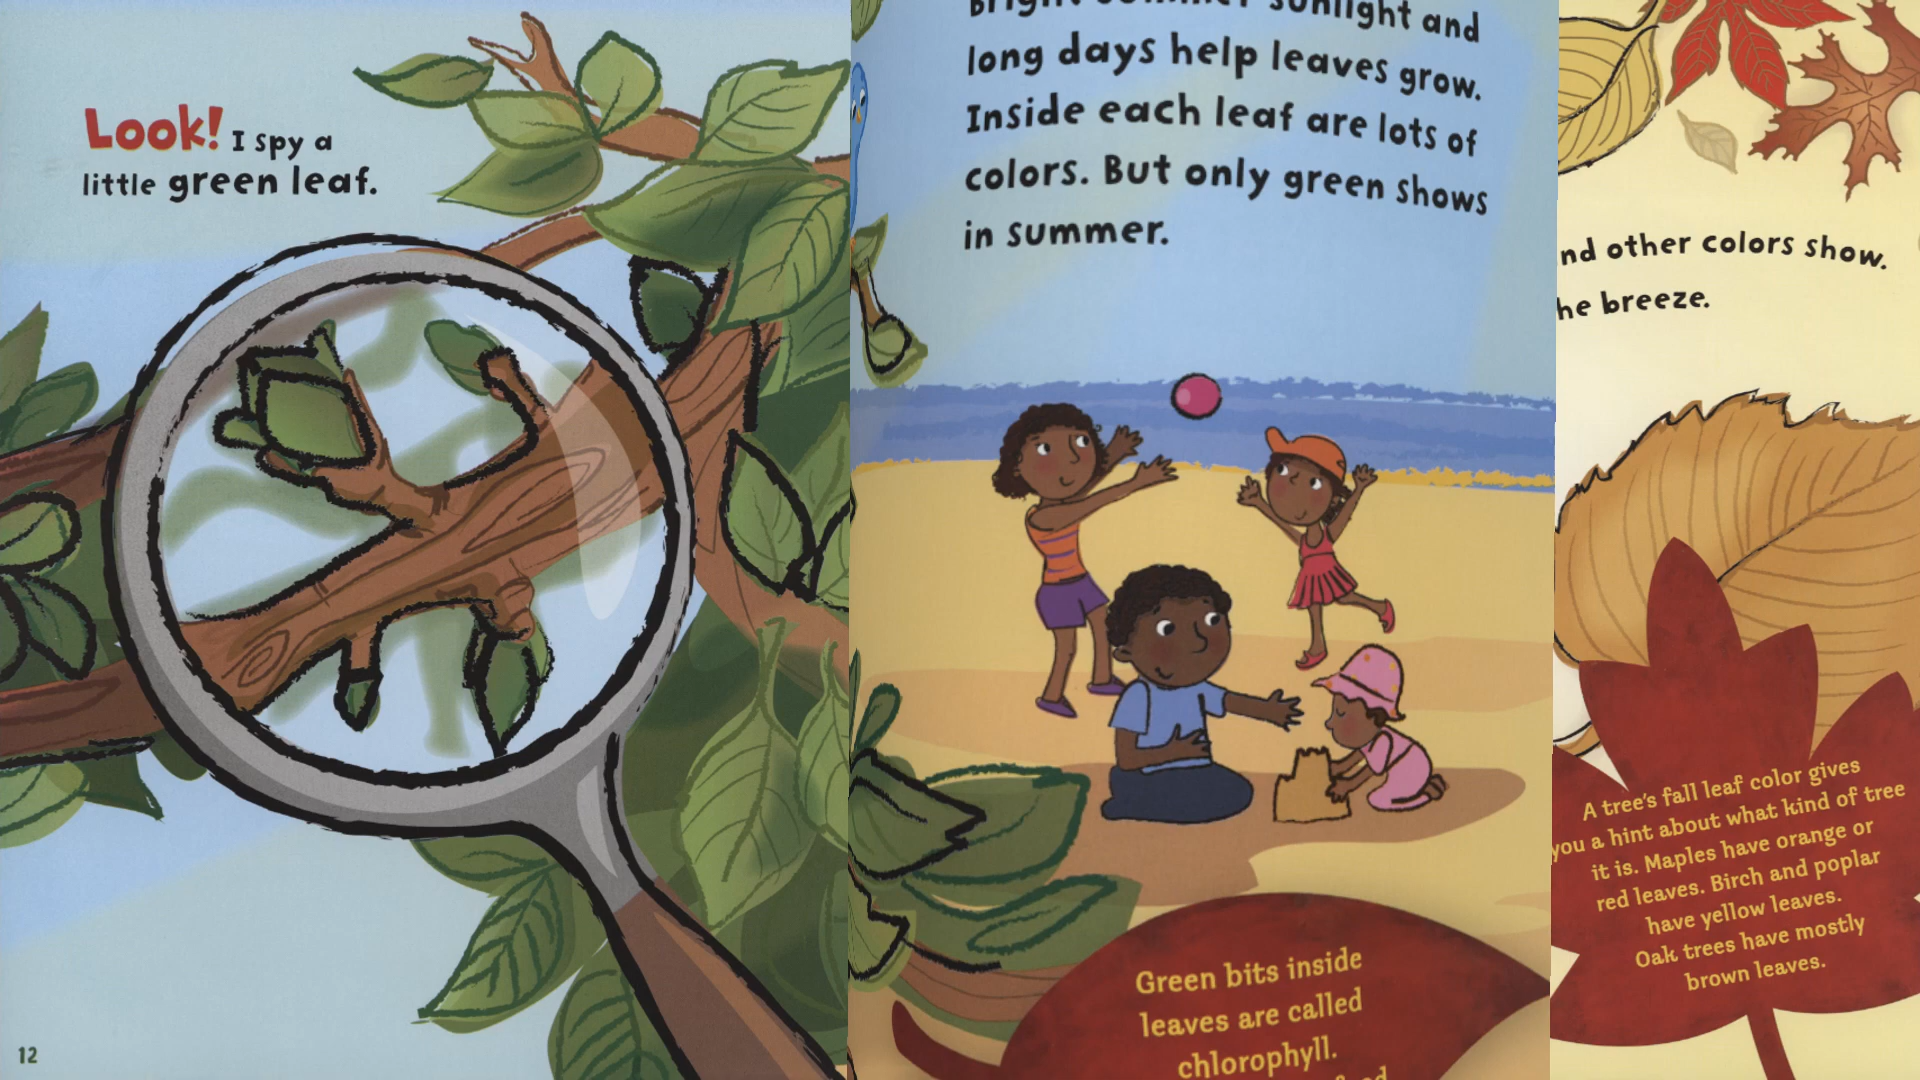 Look! I spy a
little green leaf.
12
Bright summer sunlight and
long days help leaves grow.
Inside each leaf are lots of
colors. But only green shows
in summer.
Green bits inside
leaves are called
chlorophyll.
nd other colors show.
he breeze.
A tree's fall leaf color gives
you a hint about what kind of tree
it is. Maples have orange or
red leaves. Birch and poplar
have yellow leaves.
Oak trees have mostly
brown leaves.